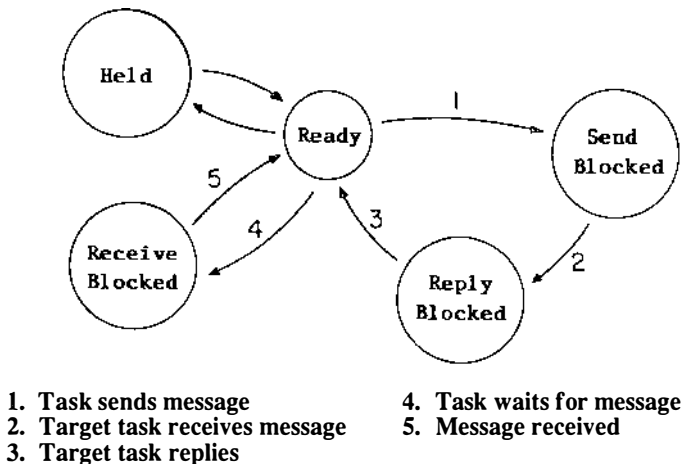 Held
Ready
1
Send
Blocked
5
4
3
2
Receive
Blocked
Reply
Blocked
1. Task sends message
2. Target task receives message
3. Target task replies
4. Task waits for message
5. Message received